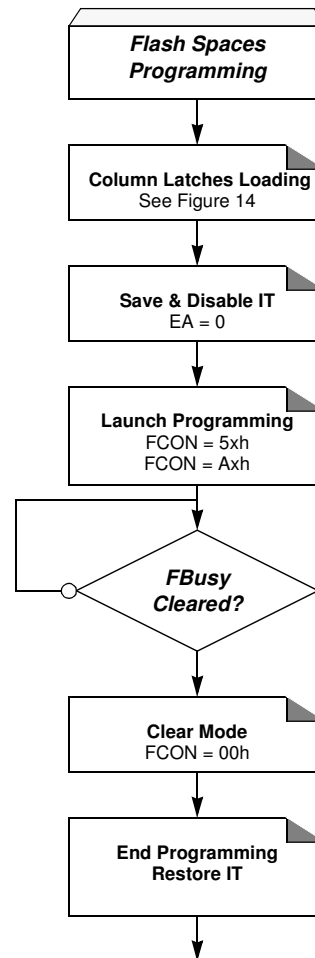 Flash Spaces
Programming
Column Latches Loading
See Figure 14
Save & Disable IT
EA = 0
Launch Programming
FCON = 5xh
FCON = Axh
FBusy
Cleared?
Clear Mode
FCON = 00h
End Programming
Restore IT